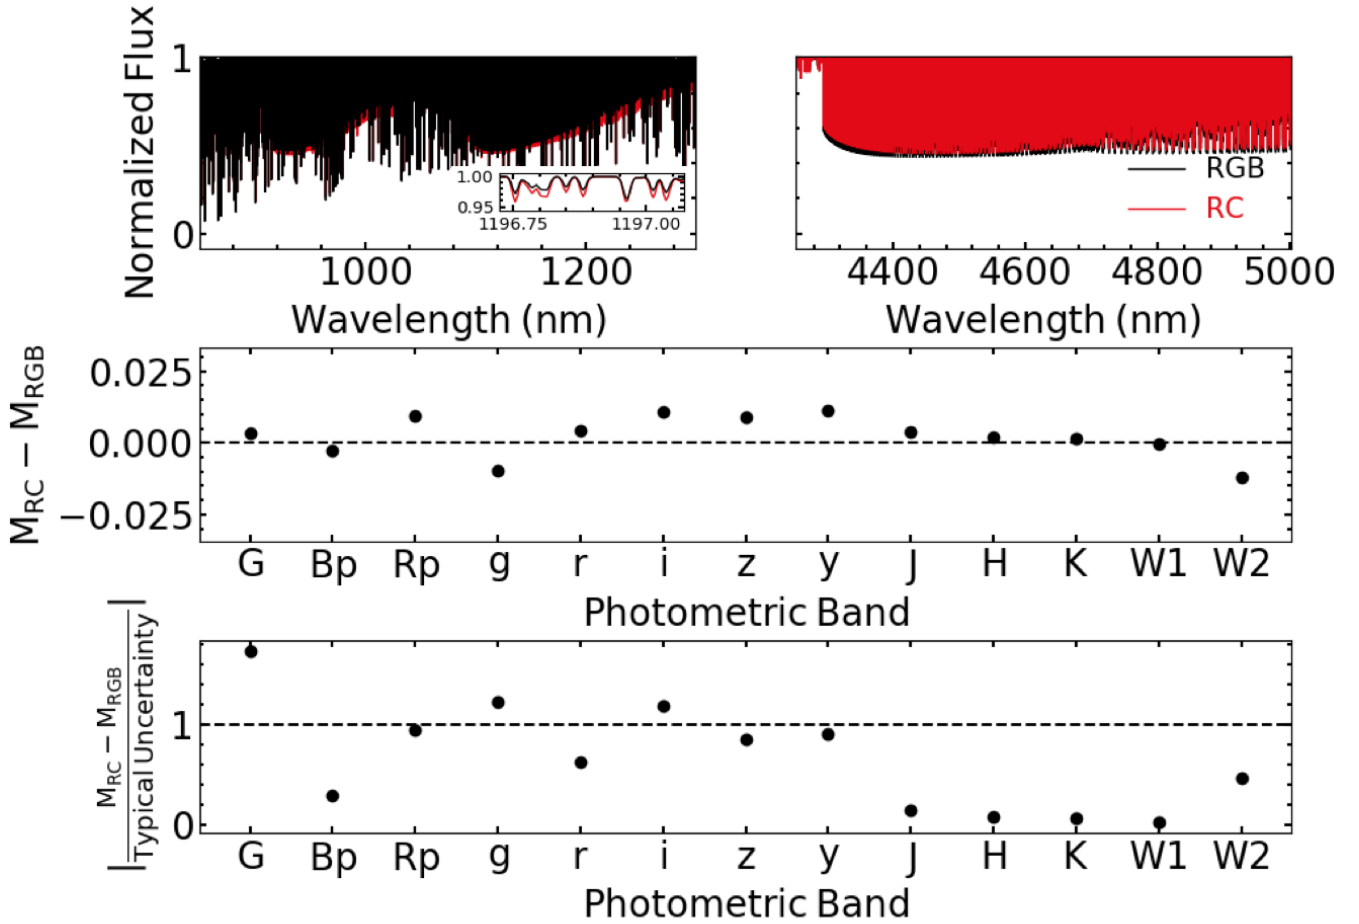 Normalized Flux
1
0
1000
1200
Wavelength (nm)
1.00
0.95
1196.75
1197.00
4400
4600
4800
5000
Wavelength (nm)
RGB
RC
M_RC − M_RGB
0.025
0.000
−0.025
G Bp Rp g r i z y J H K W1 W2
Photometric Band
|M_RC − M_RGB
Typical Uncertainty|
1
0
G Bp Rp g r i z y J H K W1 W2
Photometric Band